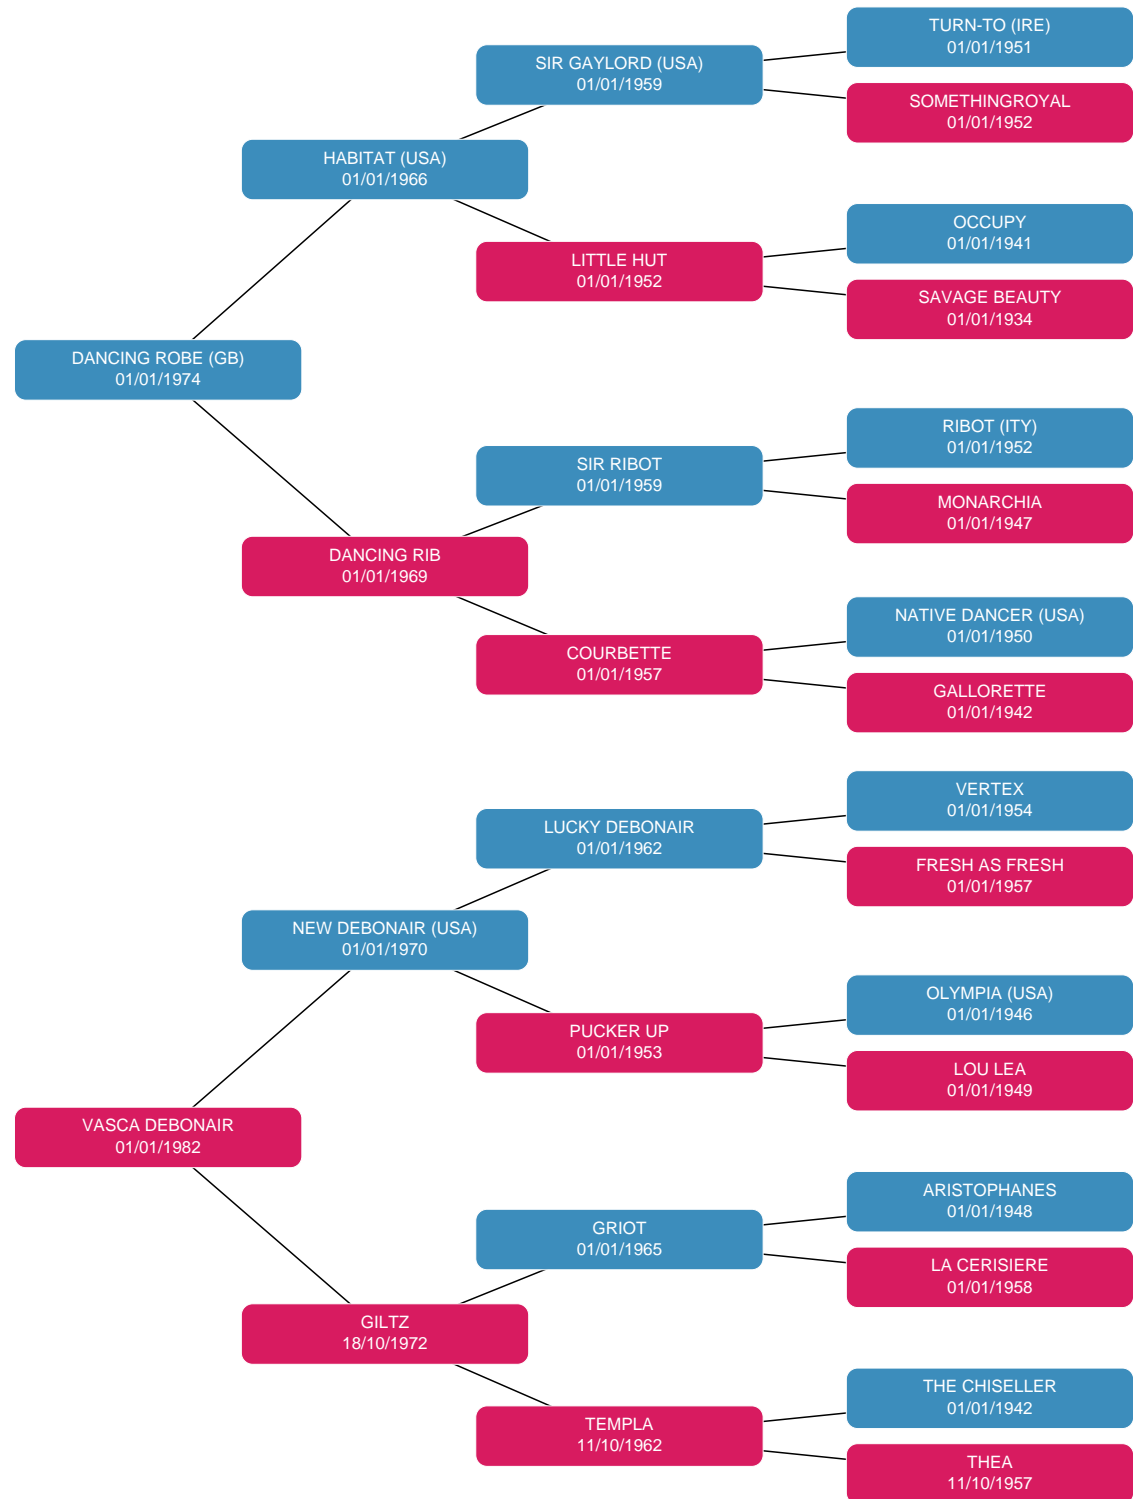 TURN-TO (IRE)
01/01/1951
SIR GAYLORD (USA)
01/01/1959
SOMETHINGROYAL
01/01/1952
HABITAT (USA)
01/01/1966
OCCUPY
01/01/1941
LITTLE HUT
01/01/1952
SAVAGE BEAUTY
01/01/1934
DANCING ROBE (GB)
01/01/1974
RIBOT (ITY)
01/01/1952
SIR RIBOT
01/01/1959
MONARCHIA
01/01/1947
DANCING RIB
01/01/1969
NATIVE DANCER (USA)
01/01/1950
COURBETTE
01/01/1957
GALLORETTE
01/01/1942
VERTEX
01/01/1954
LUCKY DEBONAIR
01/01/1962
FRESH AS FRESH
01/01/1957
NEW DEBONAIR (USA)
01/01/1970
OLYMPIA (USA)
01/01/1946
PUCKER UP
01/01/1953
LOU LEA
01/01/1949
VASCA DEBONAIR
01/01/1982
ARISTOPHANES
01/01/1948
GRIOT
01/01/1965
LA CERISIERE
01/01/1958
GILTZ
18/10/1972
THE CHISELLER
01/01/1942
TEMPLA
11/10/1962
THEA
11/10/1957